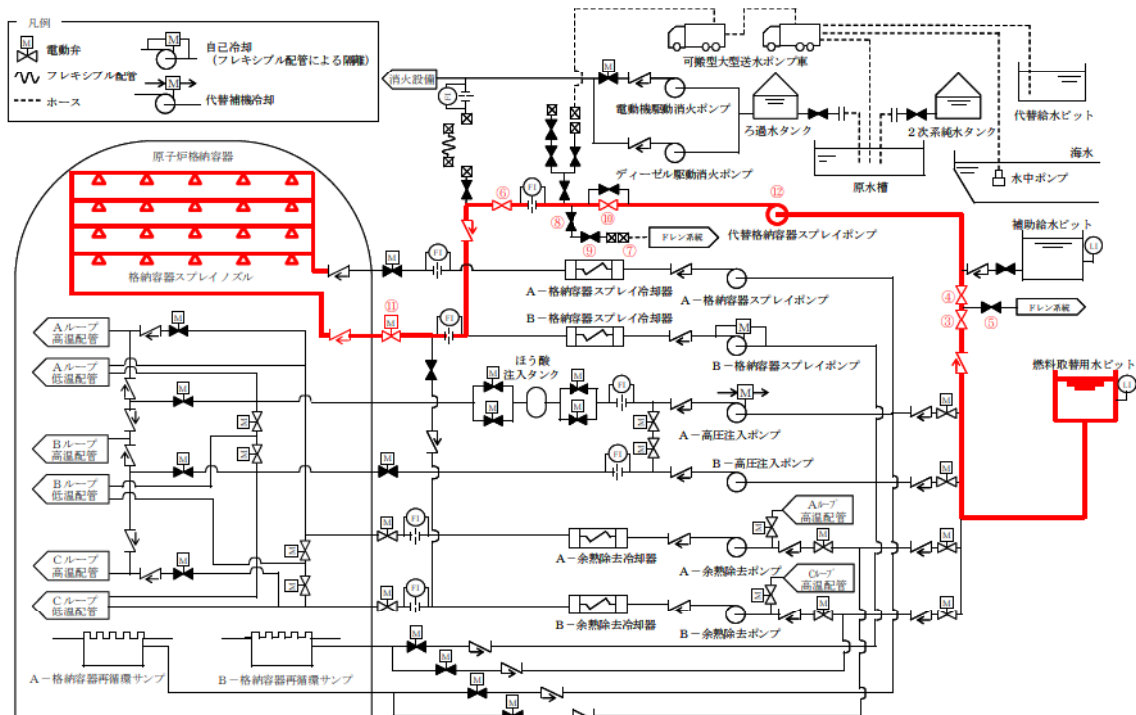 凡例
M
電動弁
フレキシブル配管
ホース
M
自己冷却
(フレキシブル配管による隔離)
M
代替補機冷却
可搬型大型送水ポンプ車
消火設備
FI
M
電動機駆動消火ポンプ
ディーゼル駆動消火ポンプ
ろ過水タンク
2次系純水タンク
原水槽
代替給水ピット
海水
水中ポンプ
原子炉格納容器
格納容器スプレイノズル
⑥
FI
⑧
⑨
⑦
ドレン系統
⑩
⑫
代替格納容器スプレイポンプ
補助給水ピット
LI
④
③
⑤
ドレン系統
燃料取替用水ピット
LI
M
FI
A-格納容器スプレイ冷却器
A-格納容器スプレイポンプ
⑪
M
FI
B-格納容器スプレイ冷却器
M
B-格納容器スプレイポンプ
Aループ
高温配管
M
Aループ
低温配管
M
ほう酸
注入タンク
M
M
M
M
FI
M
M
A-高圧注入ポンプ
M
M
M
Bループ
高温配管
M
M
Bループ
低温配管
M
FI
M
B-高圧注入ポンプ
M
Aループ
高温配管
M
M
FI
A-余熱除去冷却器
M
A-余熱除去ポンプ
M
Cループ
高温配管
M
M
Cループ
高温配管
M
Cループ
低温配管
M
M
FI
B-余熱除去冷却器
M
B-余熱除去ポンプ
M
A-格納容器再循環サンプ
B-格納容器再循環サンプ
M
M
M
M